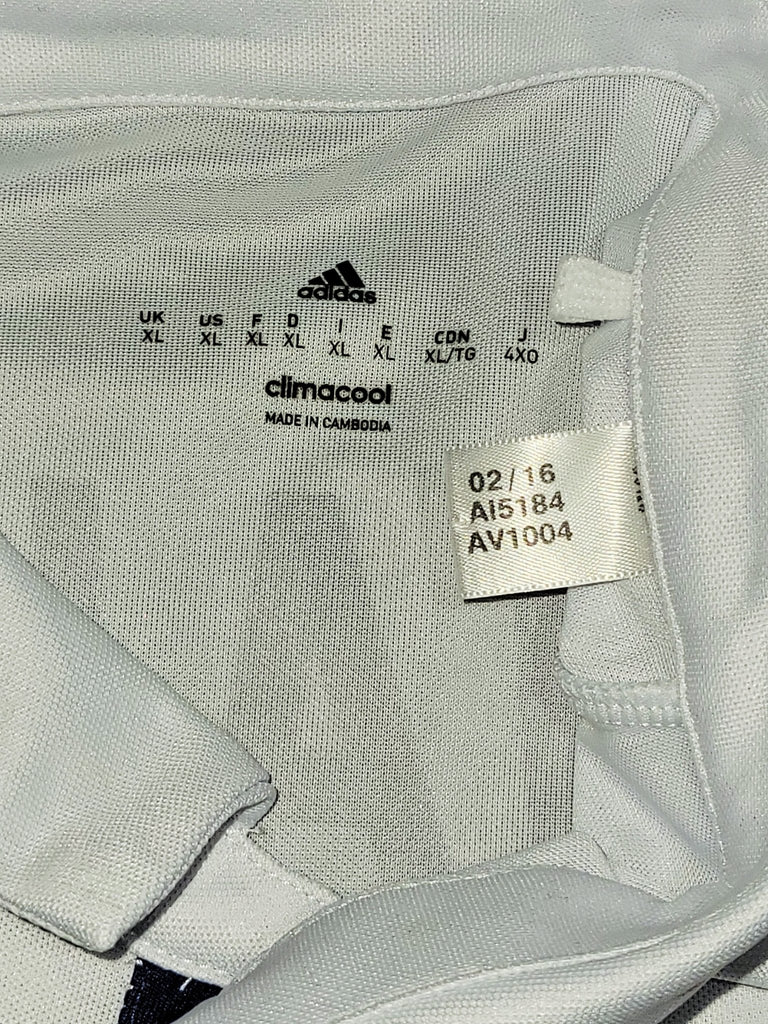 adidas
UK US F D I E CDN J
XL XL XL XL XL XL XL/TG 4XO
climacool
MADE IN CAMBODIA
02/16
AI5184
AV1004